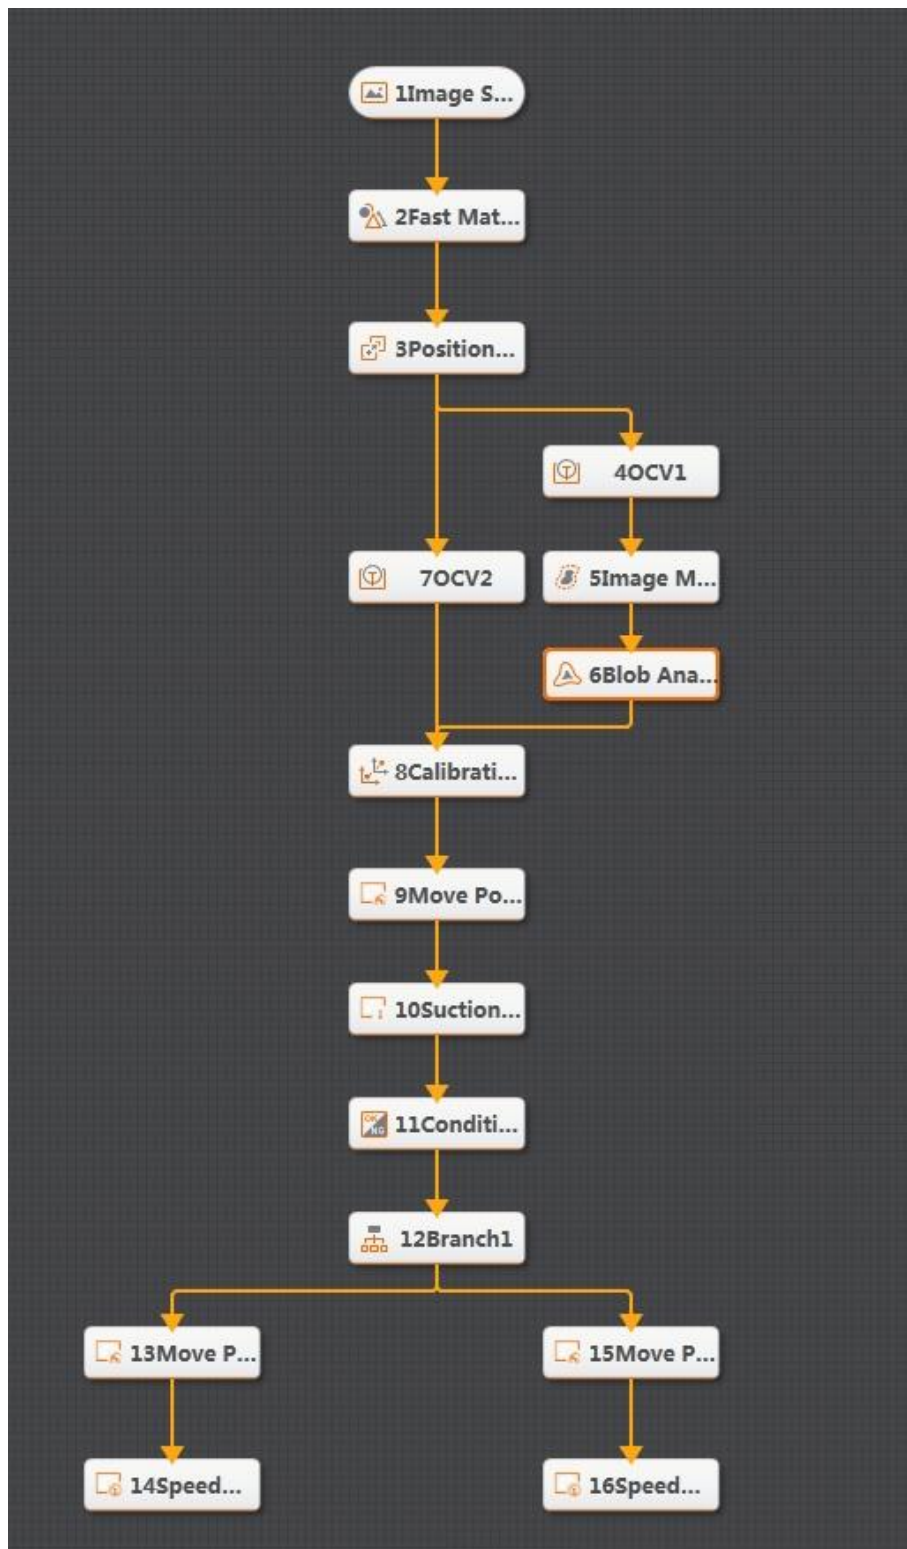 1Image S...
2Fast Mat...
3Position...
4OCV1
7OCV2
5Image M...
6Blob Ana...
8Calibrati...
9Move Po...
10Suction...
11Conditi...
12Branch1
13Move P...
15Move P...
14Speed...
16Speed...